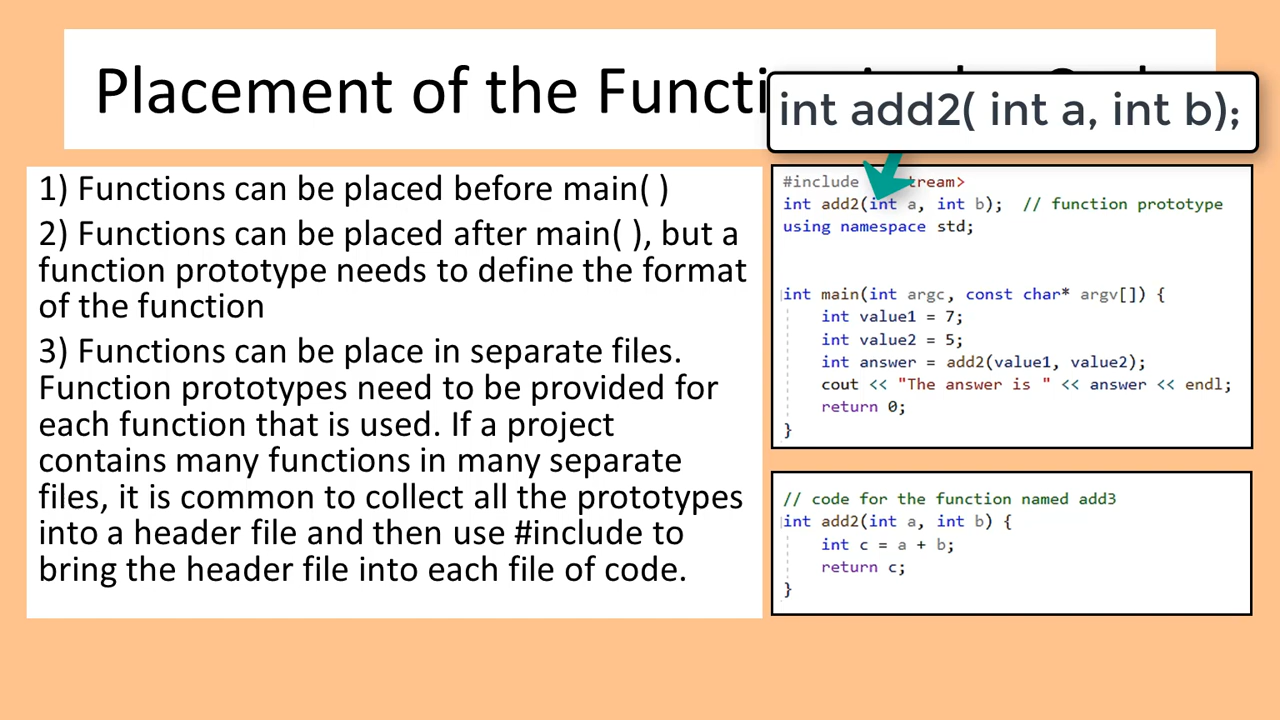 Placement of the Functi
int add2( int a, int b);
1) Functions can be placed before main( )
2) Functions can be placed after main( ), but a
function prototype needs to define the format
of the function
3) Functions can be place in separate files.
Function prototypes need to be provided for
each function that is used. If a project
contains many functions in many separate
files, it is common to collect all the prototypes
into a header file and then use #include to
bring the header file into each file of code.
#include tream>
int add2(int a, int b); // function prototype
using namespace std;
int main(int argc, const char* argv[]) {
int value1 = 7;
int value2 = 5;
int answer = add2(value1, value2);
cout << "The answer is " << answer << endl;
return 0;
}
// code for the function named add3
int add2(int a, int b) {
int c = a + b;
return c;
}